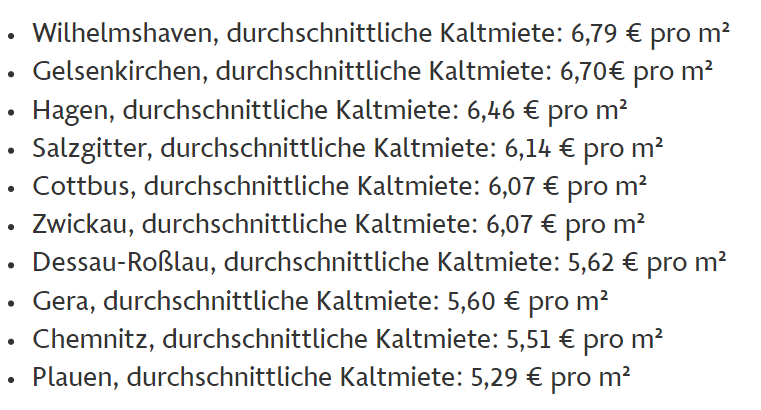 • Wilhelmshaven, durchschnittliche Kaltmiete: 6,79 € pro m²
• Gelsenkirchen, durchschnittliche Kaltmiete: 6,70€ pro m²
• Hagen, durchschnittliche Kaltmiete: 6,46 € pro m²
• Salzgitter, durchschnittliche Kaltmiete: 6,14 € pro m²
• Cottbus, durchschnittliche Kaltmiete: 6,07 € pro m²
• Zwickau, durchschnittliche Kaltmiete: 6,07 € pro m²
• Dessau-Roßlau, durchschnittliche Kaltmiete: 5,62 € pro m²
• Gera, durchschnittliche Kaltmiete: 5,60 € pro m²
• Chemnitz, durchschnittliche Kaltmiete: 5,51 € pro m²
• Plauen, durchschnittliche Kaltmiete: 5,29 € pro m²